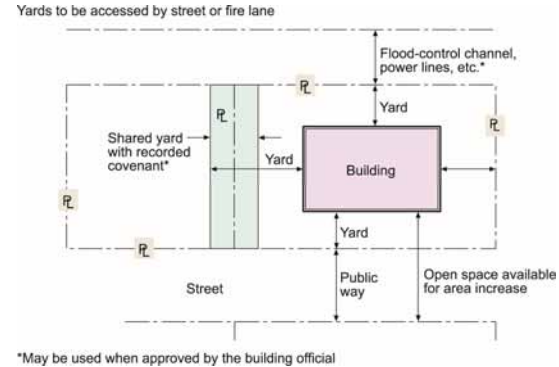 Yards to be accessed by street or fire lane
Flood-control channel,
power lines, etc.*
PL
PL
Yard
PL
Shared yard
with recorded
covenant*
Yard
Building
PL
Yard
PL
Street
Public
way
Open space available
for area increase
*May be used when approved by the building official